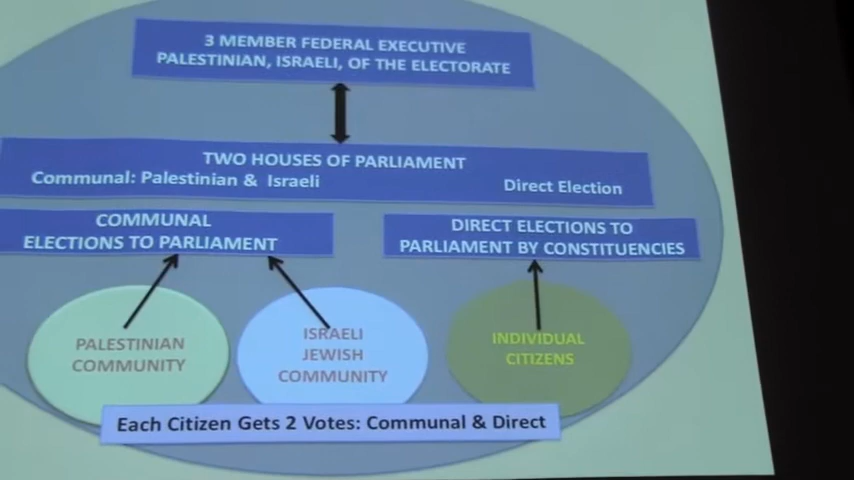 3 MEMBER FEDERAL EXECUTIVE
PALESTINIAN, ISRAELI, OF THE ELECTORATE
TWO HOUSES OF PARLIAMENT
Communal: Palestinian & Israeli
Direct Election
COMMUNAL
ELECTIONS TO PARLIAMENT
DIRECT ELECTIONS TO
PARLIAMENT BY CONSTITUENCIES
PALESTINIAN
COMMUNITY
ISRAELI
JEWISH
COMMUNITY
INDIVIDUAL
CITIZENS
Each Citizen Gets 2 Votes: Communal & Direct